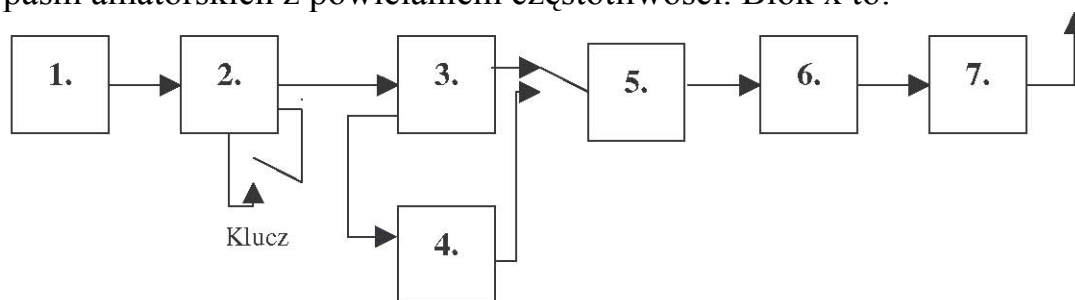 pasm amatorskich z powielaniem częstotliwości. Blok x to:
1. 2. 3. 5. 6. 7.
Klucz 4.